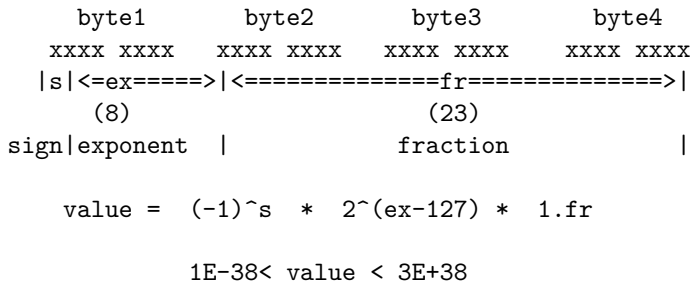 byte1 byte2 byte3 byte4
xxxx xxxx xxxx xxxx xxxx xxxx xxxx xxxx
|s|<=ex=====>|<==============fr==============>|
(8) (23)
sign|exponent | fraction |
value = (-1)^s * 2^(ex-127) * 1.fr
1E-38< value < 3E+38